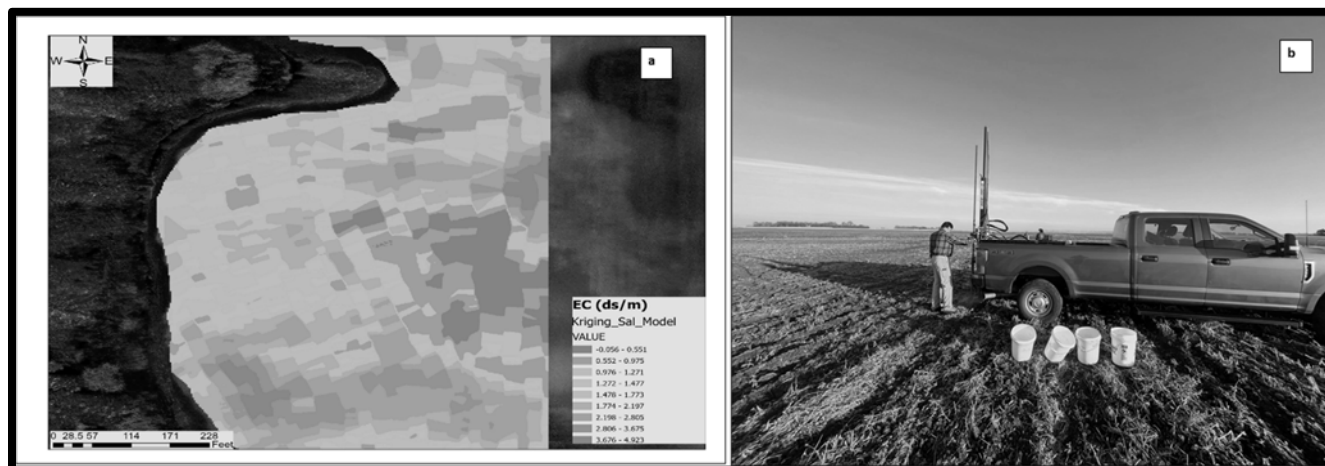 N
W E
S
a
b
EC (ds/m)
Kriging_Sal_Model
VALUE
-0.056 - 0.551
0.552 - 0.975
0.976 - 1.271
1.272 - 1.477
1.478 - 1.773
1.774 - 2.197
2.198 - 2.805
2.806 - 3.675
3.676 - 4.923
0 28.5 57 114 171 228
Feet